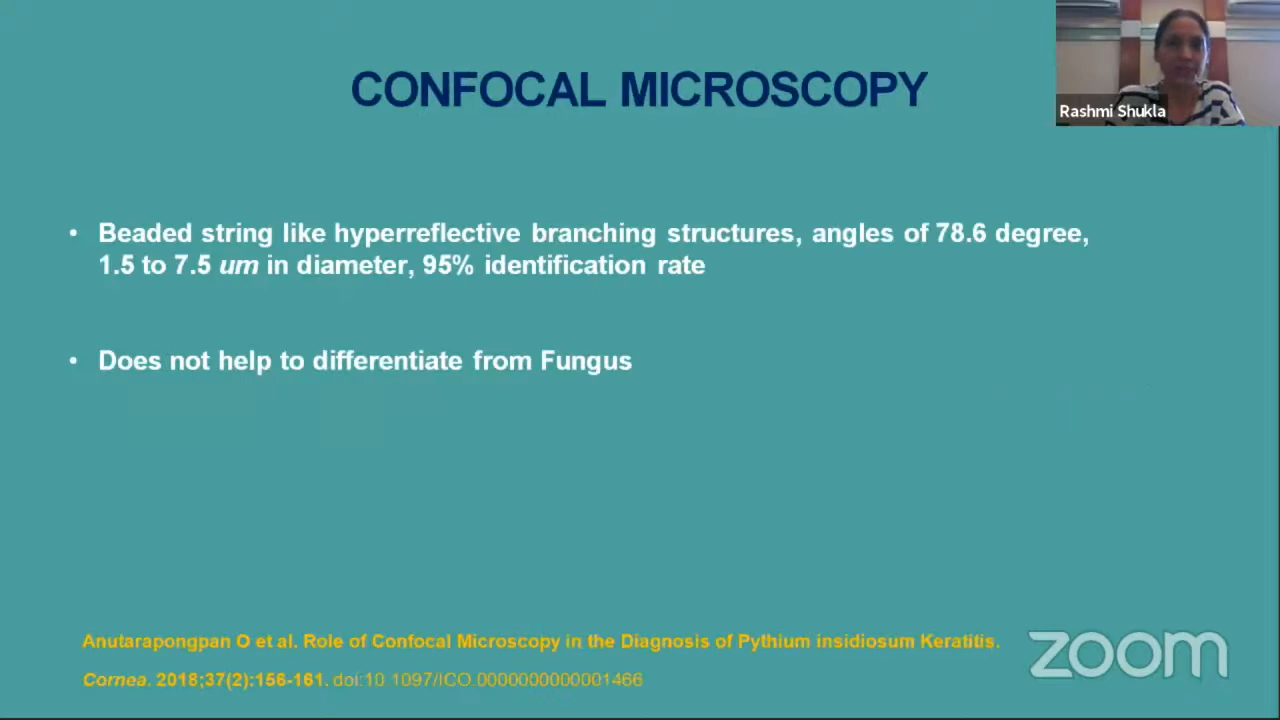 CONFOCAL MICROSCOPY
Rashmi Shukla
• Beaded string like hyperreflective branching structures, angles of 78.6 degree,
1.5 to 7.5 um in diameter, 95% identification rate
• Does not help to differentiate from Fungus
Anutarapongpan O et al. Role of Confocal Microscopy in the Diagnosis of Pythium insidiosum Keratitis.
Cornea. 2018;37(2):156-161. doi:10.1097/ICO.0000000000001466
zoom